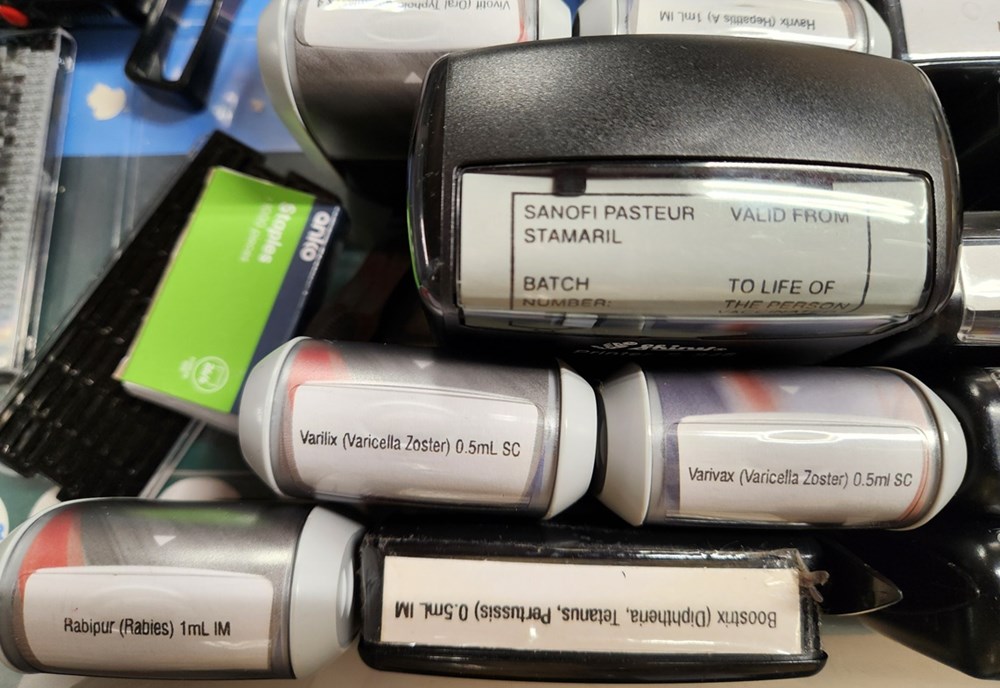 Vivotif (Oral Typhoid
Havrix (Hepatitis A) 1mL IM
SANOFI PASTEUR VALID FROM
STAMARIL
BATCH TO LIFE OF
NUMBER: THE PERSON
anko
Staples
Varilix (Varicella Zoster) 0.5mL SC
Varivax (Varicella Zoster) 0.5ml SC
Rabipur (Rabies) 1mL IM
Boostrix (Diphtheria, Tetanus, Pertussis) 0.5mL IM